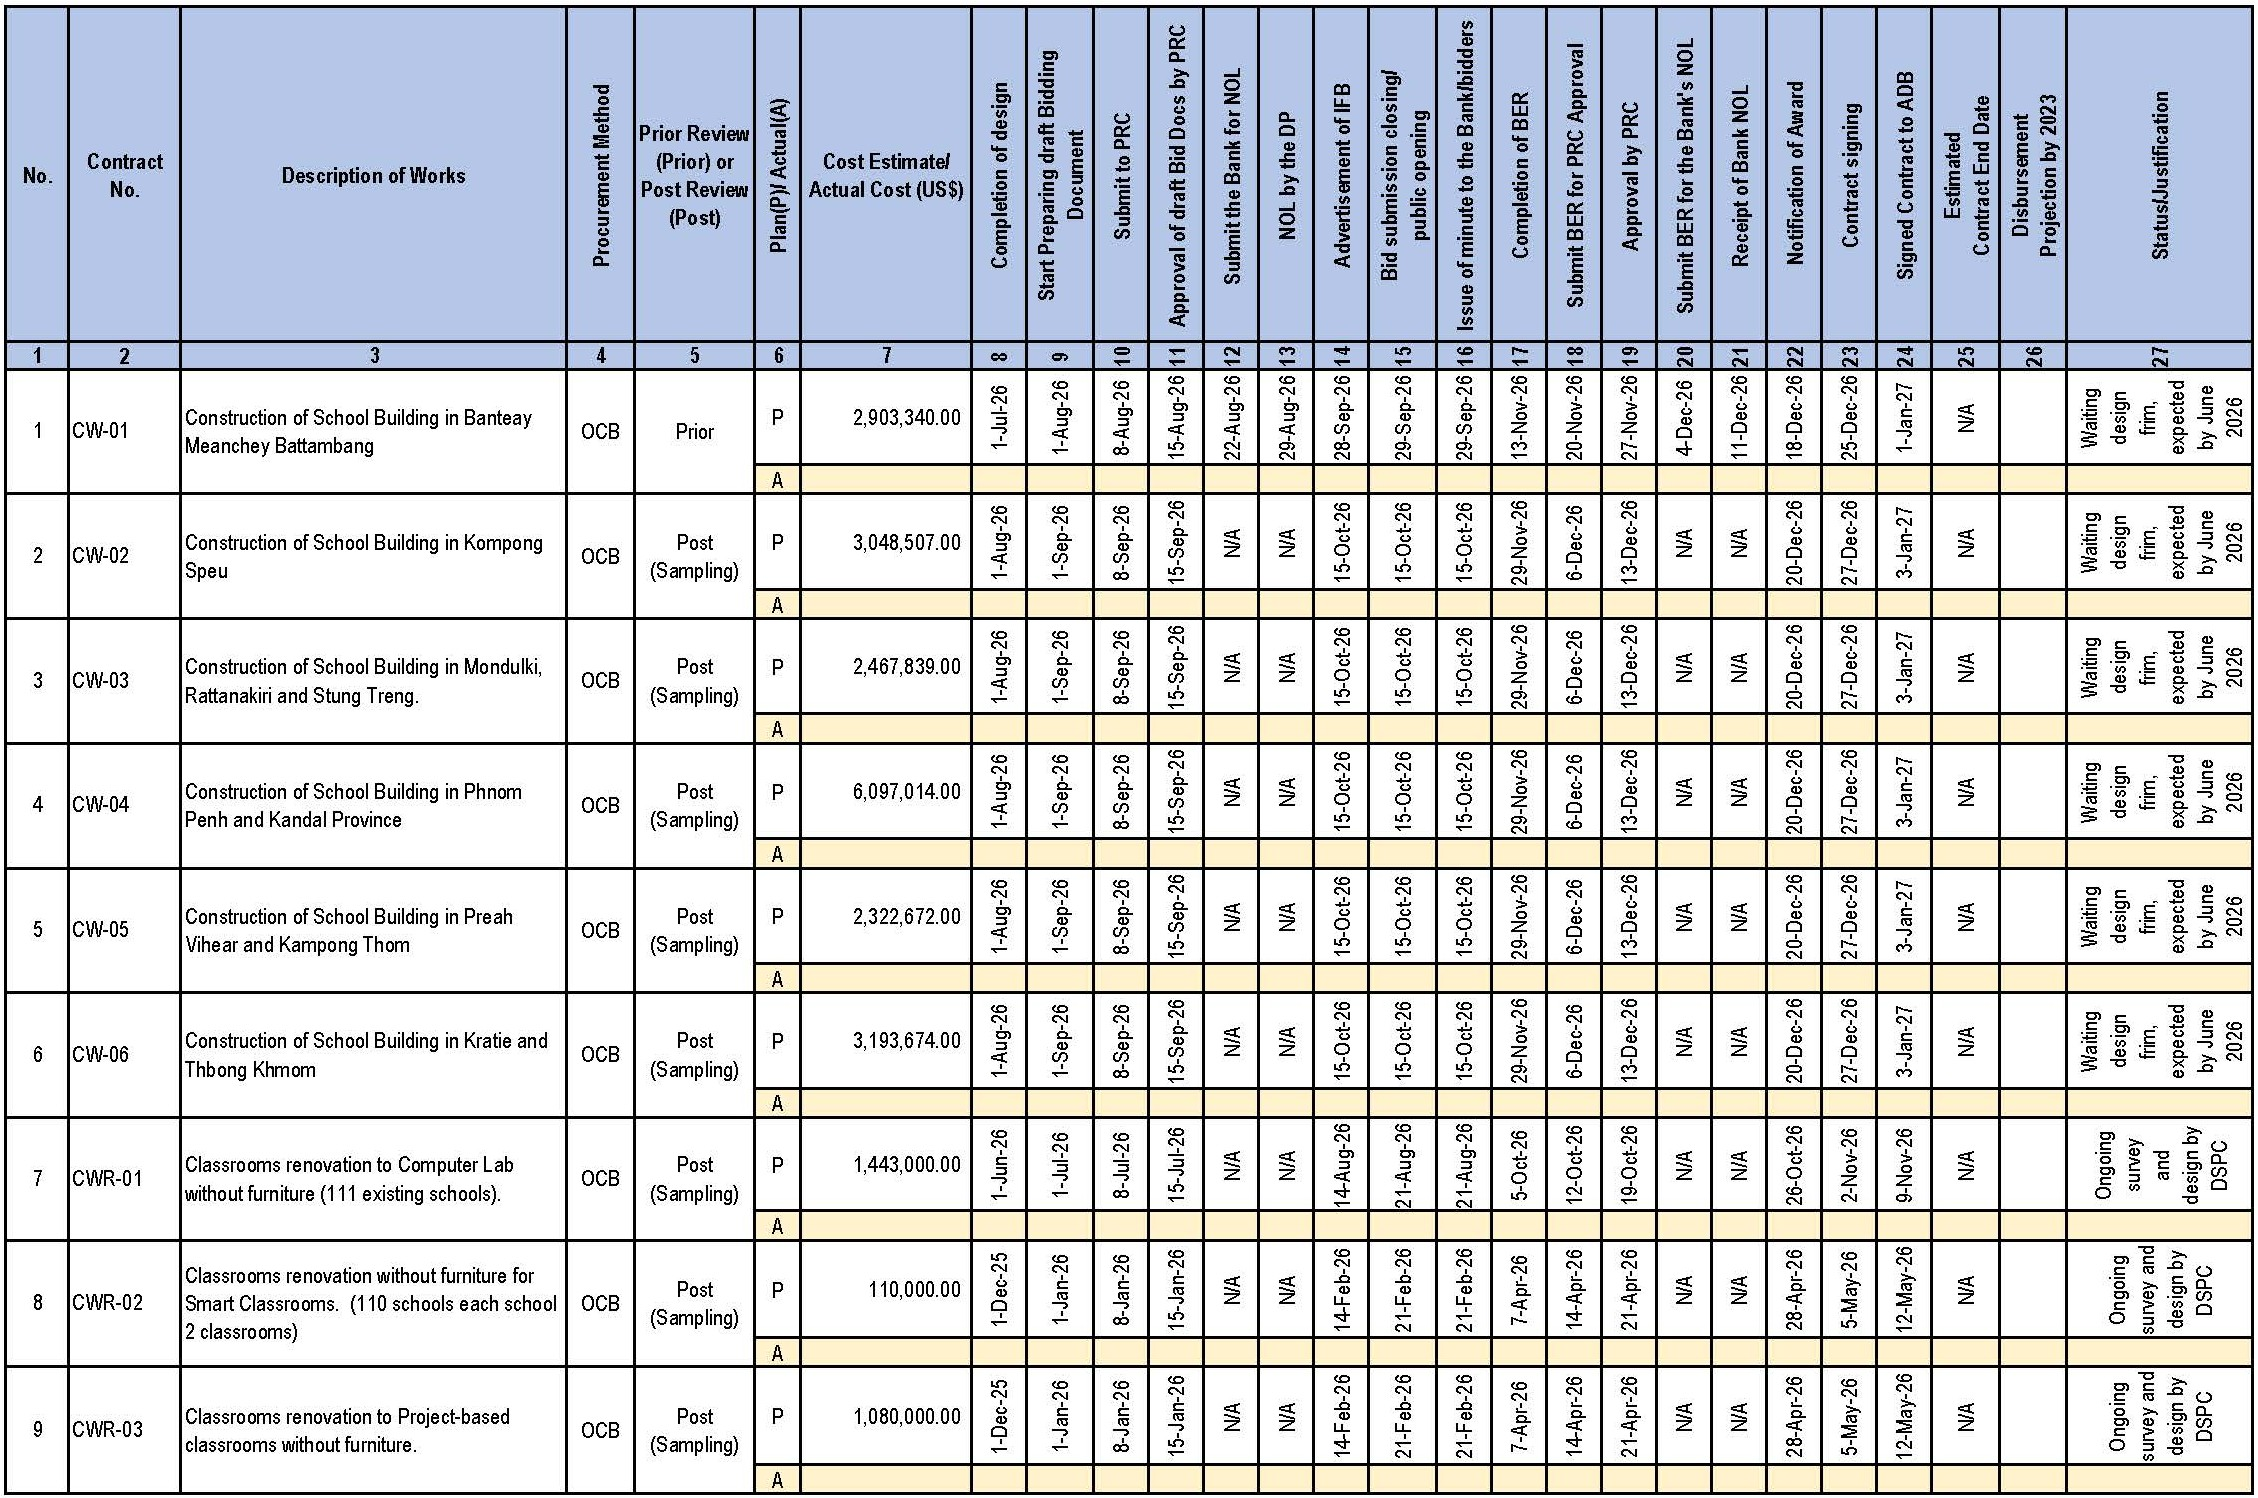 No.
Contract
No.
Description of Works
Procurement Method
Prior Review
(Prior) or
Post Review
(Post)
Plan(P)/ Actual(A)
Cost Estimate/
Actual Cost (US$)
Completion of design
Start Preparing draft Bidding
Document
Submit to PRC
Approval of draft Bid Docs by PRC
Submit the Bank for NOL
NOL by the DP
Advertisement of IFB
Bid submission closing/
public opening
Issue of minute to the Bank/bidders
Completion of BER
Submit BER for PRC Approval
Approval by PRC
Submit BER for the Bank's NOL
Receipt of Bank NOL
Notification of Award
Contract signing
Signed Contract to ADB
Estimated
Contract End Date
Disbursement
Projection by 2023
Status/Justification
1 2 3 4 5 6 7 8 9 10 11 12 13 14 15 16 17 18 19 20 21 22 23 24 25 26 27
1 CW-01
Construction of School Building in Banteay
Meanchey Battambang
OCB Prior P 2,903,340.00 1-Jul-26 1-Aug-26 8-Aug-26 15-Aug-26 22-Aug-26 29-Aug-26 28-Sep-26 29-Sep-26 29-Sep-26 13-Nov-26 20-Nov-26 27-Nov-26 4-Dec-26 11-Dec-26 18-Dec-26 25-Dec-26 1-Jan-27 N/A
Waiting
design
frim,
expected
by June
2026
A
2 CW-02
Construction of School Building in Kompong
Speu
OCB
Post
(Sampling)
P 3,048,507.00 1-Aug-26 1-Sep-26 8-Sep-26 15-Sep-26 N/A N/A 15-Oct-26 15-Oct-26 15-Oct-26 29-Nov-26 6-Dec-26 13-Dec-26 N/A N/A 20-Dec-26 27-Dec-26 3-Jan-27 N/A
Waiting
design
frim,
expected
by June
2026
A
3 CW-03
Construction of School Building in Mondulki,
Rattanakiri and Stung Treng.
OCB
Post
(Sampling)
P 2,467,839.00 1-Aug-26 1-Sep-26 8-Sep-26 15-Sep-26 N/A N/A 15-Oct-26 15-Oct-26 15-Oct-26 29-Nov-26 6-Dec-26 13-Dec-26 N/A N/A 20-Dec-26 27-Dec-26 3-Jan-27 N/A
Waiting
design
frim,
expected
by June
2026
A
4 CW-04
Construction of School Building in Phnom
Penh and Kandal Province
OCB
Post
(Sampling)
P 6,097,014.00 1-Aug-26 1-Sep-26 8-Sep-26 15-Sep-26 N/A N/A 15-Oct-26 15-Oct-26 15-Oct-26 29-Nov-26 6-Dec-26 13-Dec-26 N/A N/A 20-Dec-26 27-Dec-26 3-Jan-27 N/A
Waiting
design
frim,
expected
by June
2026
A
5 CW-05
Construction of School Building in Preah
Vihear and Kampong Thom
OCB
Post
(Sampling)
P 2,322,672.00 1-Aug-26 1-Sep-26 8-Sep-26 15-Sep-26 N/A N/A 15-Oct-26 15-Oct-26 15-Oct-26 29-Nov-26 6-Dec-26 13-Dec-26 N/A N/A 20-Dec-26 27-Dec-26 3-Jan-27 N/A
Waiting
design
frim,
expected
by June
2026
A
6 CW-06
Construction of School Building in Kratie and
Thbong Khmom
OCB
Post
(Sampling)
P 3,193,674.00 1-Aug-26 1-Sep-26 8-Sep-26 15-Sep-26 N/A N/A 15-Oct-26 15-Oct-26 15-Oct-26 29-Nov-26 6-Dec-26 13-Dec-26 N/A N/A 20-Dec-26 27-Dec-26 3-Jan-27 N/A
Waiting
design
frim,
expected
by June
2026
A
7 CWR-01
Classrooms renovation to Computer Lab
without furniture (111 existing schools).
OCB
Post
(Sampling)
P 1,443,000.00 1-Jun-26 1-Jul-26 8-Jul-26 15-Jul-26 N/A N/A 14-Aug-26 21-Aug-26 21-Aug-26 5-Oct-26 12-Oct-26 19-Oct-26 N/A N/A 26-Oct-26 2-Nov-26 9-Nov-26 N/A
Ongoing
survey
and
design by
DSPC
A
8 CWR-02
Classrooms renovation without furniture for
Smart Classrooms. (110 schools each school
2 classrooms)
OCB
Post
(Sampling)
P 110,000.00 1-Dec-25 1-Jan-26 8-Jan-26 15-Jan-26 N/A N/A 14-Feb-26 21-Feb-26 21-Feb-26 7-Apr-26 14-Apr-26 21-Apr-26 N/A N/A 28-Apr-26 5-May-26 12-May-26 N/A
Ongoing
survey and
design by
DSPC
A
9 CWR-03
Classrooms renovation to Project-based
classrooms without furniture.
OCB
Post
(Sampling)
P 1,080,000.00 1-Dec-25 1-Jan-26 8-Jan-26 15-Jan-26 N/A N/A 14-Feb-26 21-Feb-26 21-Feb-26 7-Apr-26 14-Apr-26 21-Apr-26 N/A N/A 28-Apr-26 5-May-26 12-May-26 N/A
Ongoing
survey and
design by
DSPC
A